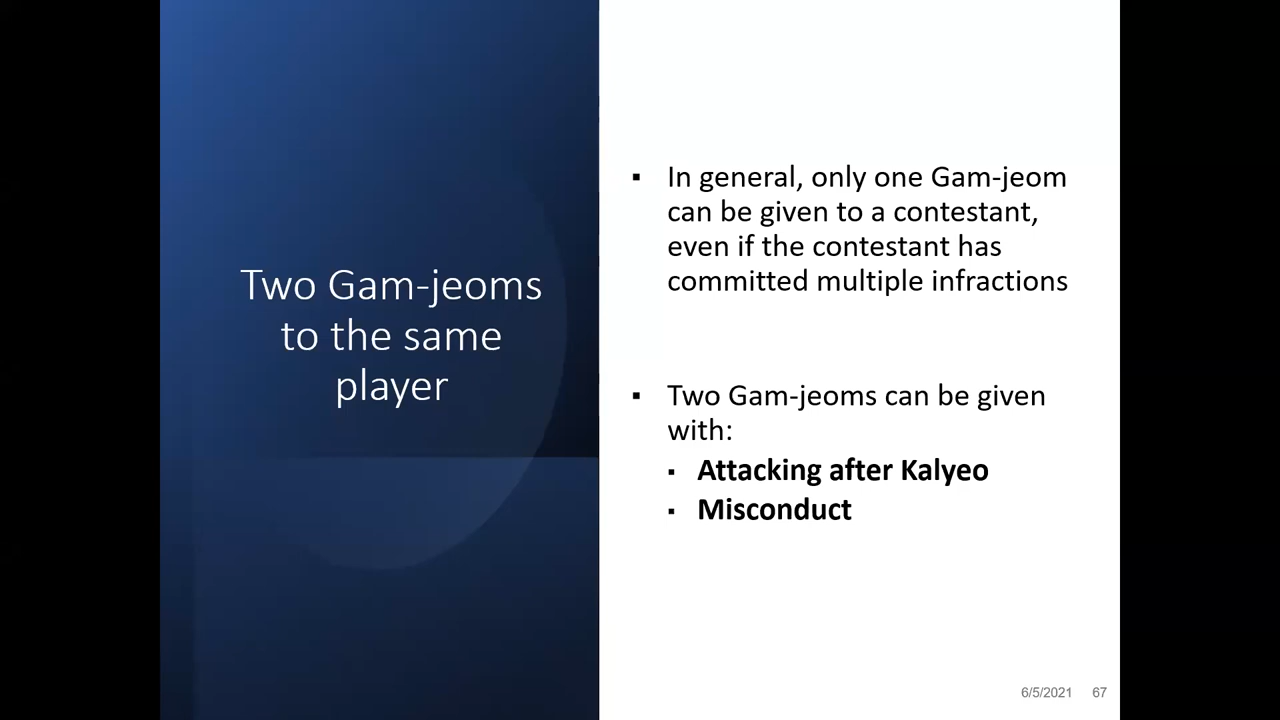 Two Gam-jeoms
to the same
player
▪ In general, only one Gam-jeom
can be given to a contestant,
even if the contestant has
committed multiple infractions
▪ Two Gam-jeoms can be given
with:
▪ Attacking after Kalyeo
▪ Misconduct
6/5/2021 67